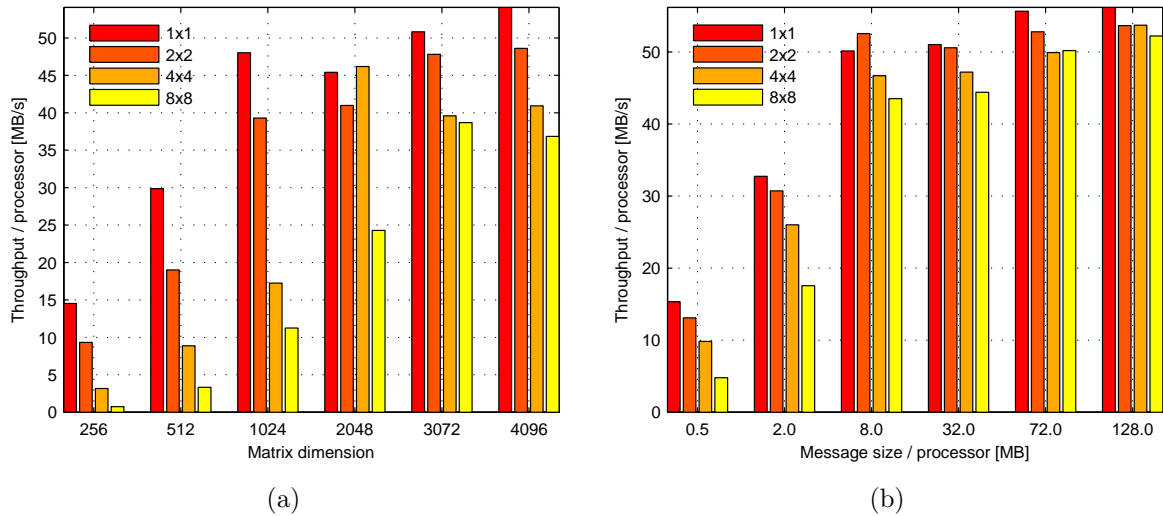 50
45
40
35
30
25
20
15
10
5
0
Throughput / processor [MB/s]
1x1
2x2
4x4
8x8
256 512 1024 2048 3072 4096
Matrix dimension
(a)
50
40
30
20
10
0
Throughput / processor [MB/s]
1x1
2x2
4x4
8x8
0.5 2.0 8.0 32.0 72.0 128.0
Message size / processor [MB]
(b)